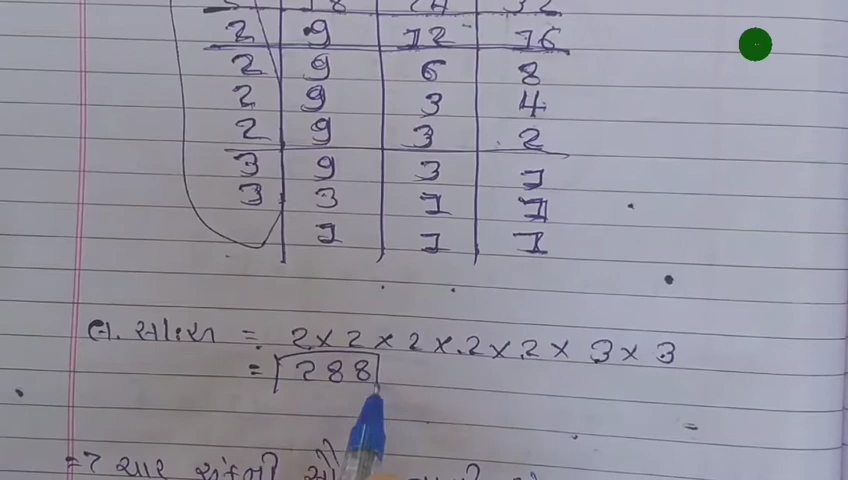 2 9 12 16
2 9 6 8
2 9 3 4
2 9 3 2
3 9 3 1
3 3 1 1
1 1 1
લ. સા.અ = 2 x 2 x 2 x 2 x 2 x 3 x 3
= 288
=> ચાર